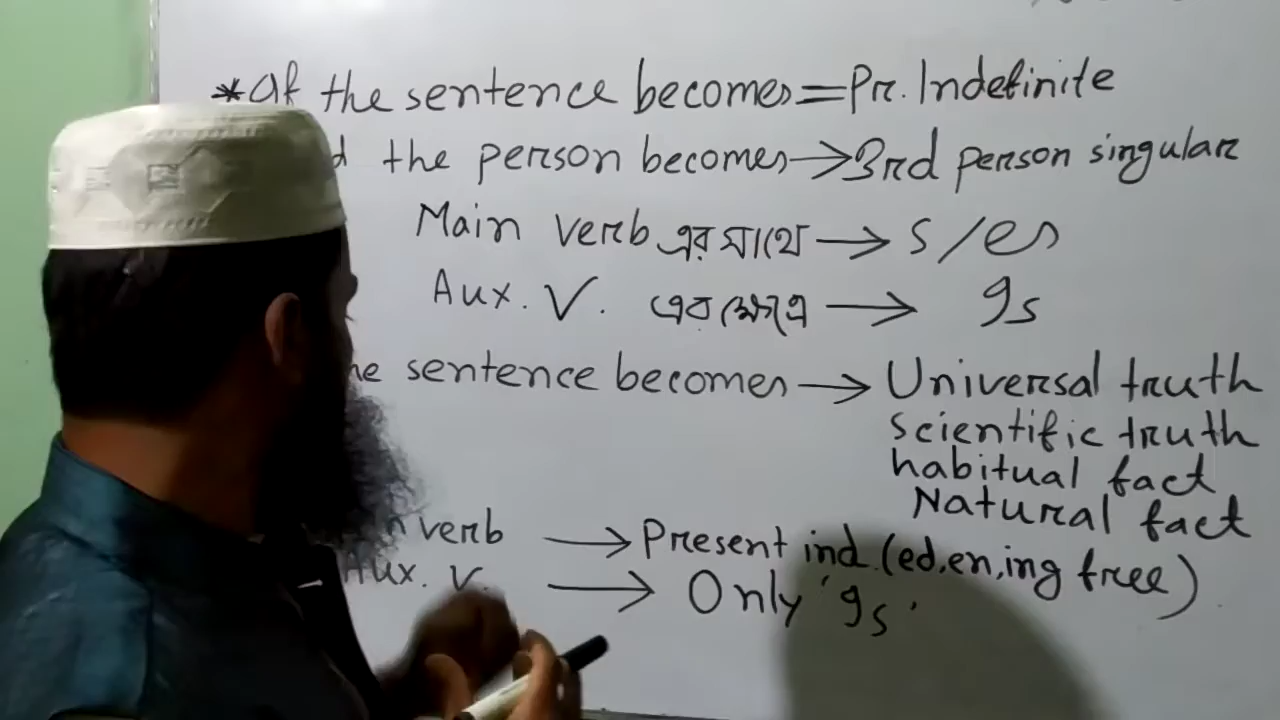 *If the sentence becomes=Pr. Indefinite
the person becomes→3rd person singular
Main verb এর সাথে → s/es
Aux. V. এর ক্ষেত্রে → Is
sentence becomes → Universal truth
scientific truth
habitual fact
Natural fact
verb → Present ind.(ed,en,ing free)
Aux. V. → Only 'Is'